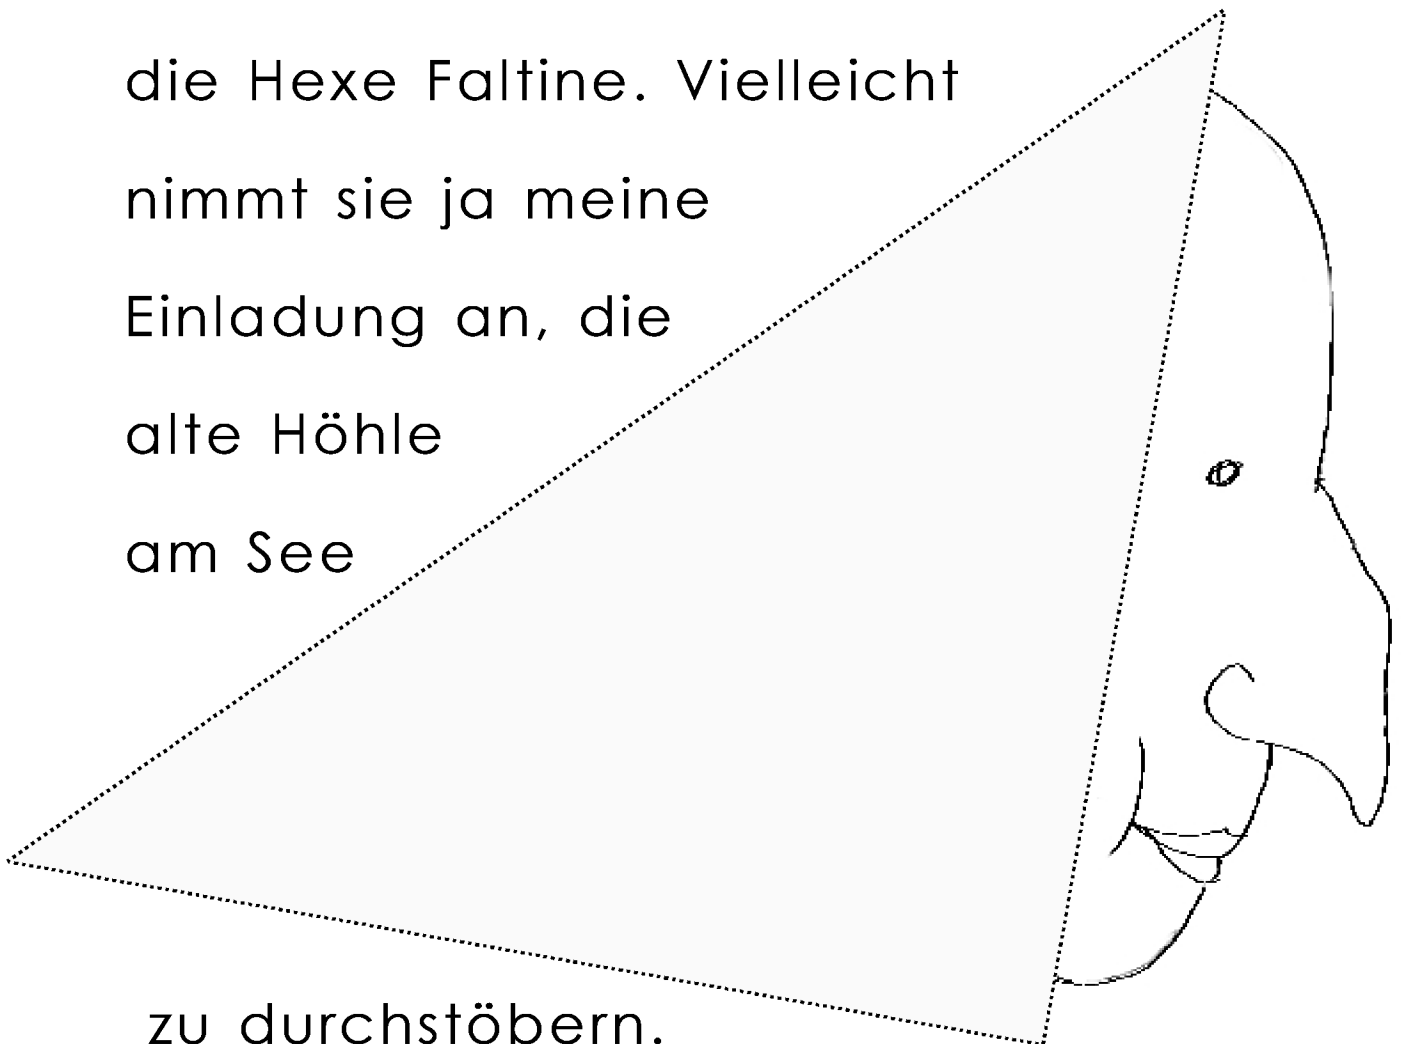 die Hexe Faltine. Vielleicht
nimmt sie ja meine
Einladung an, die
alte Höhle
am See
zu durchstöbern.